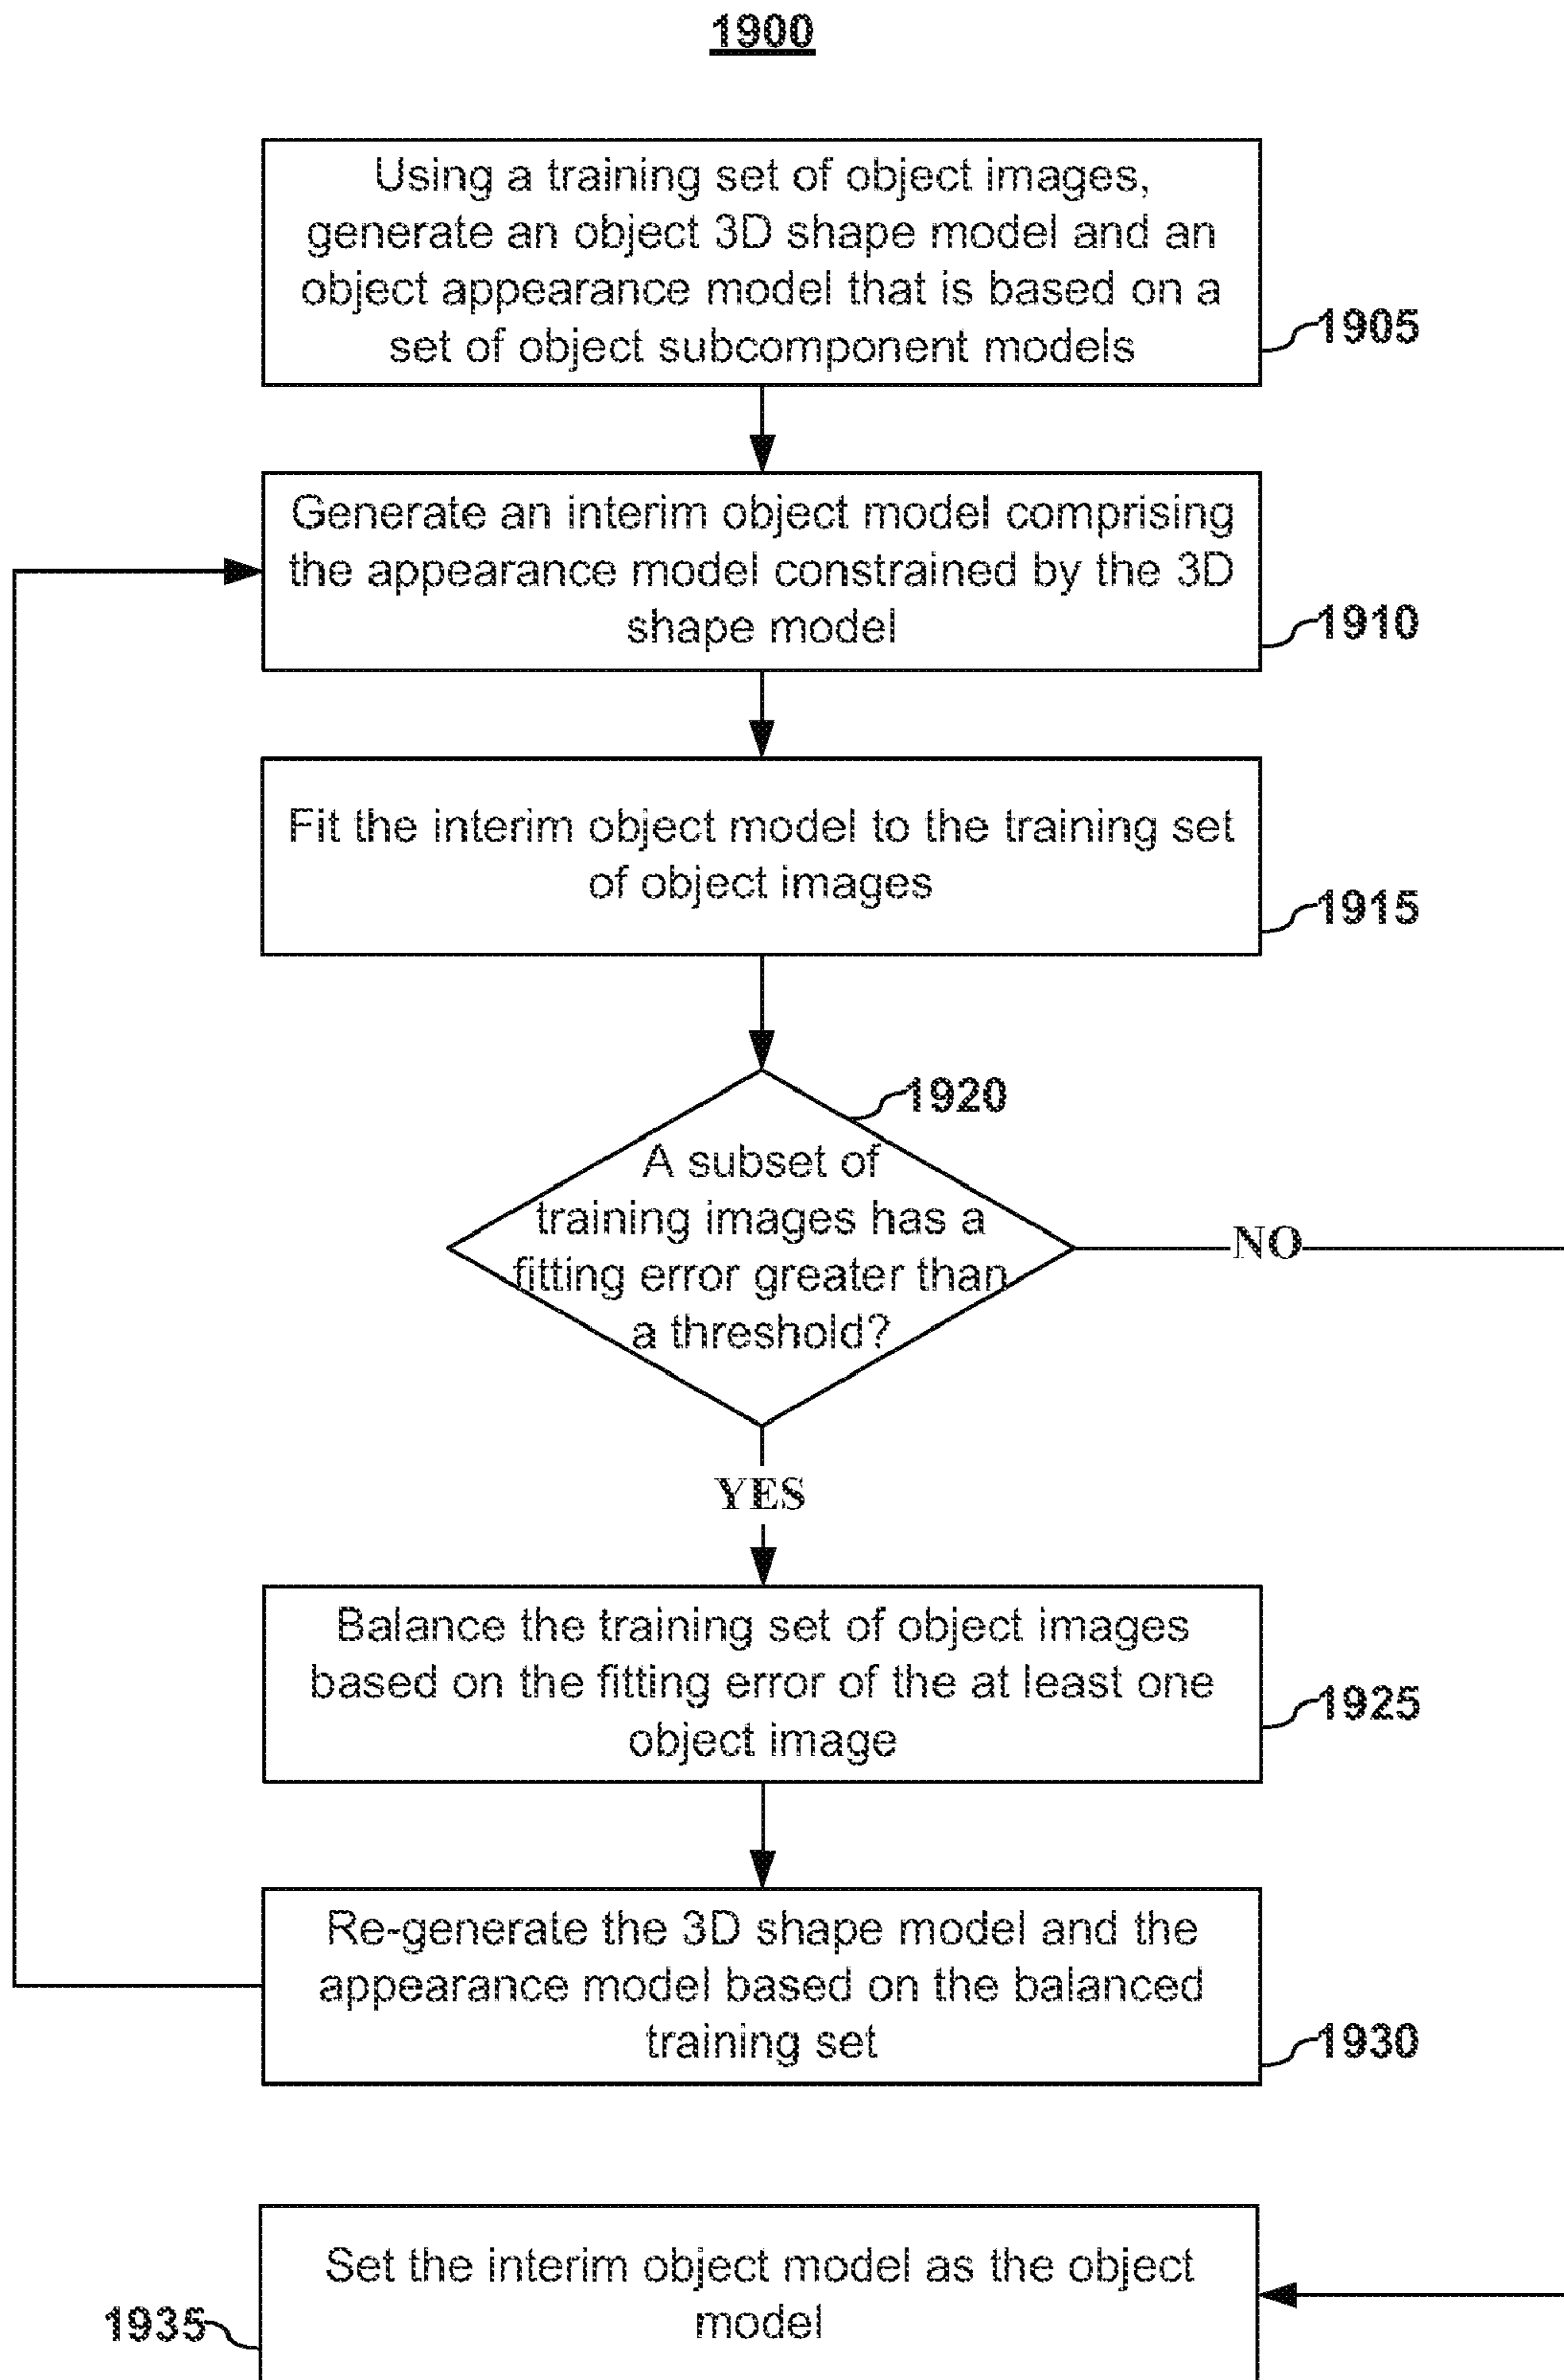 1900
Using a training set of object images,
generate an object 3D shape model and an
object appearance model that is based on a
set of object subcomponent models
1905
Generate an interim object model comprising
the appearance model constrained by the 3D
shape model
1910
Fit the interim object model to the training set
of object images
1915
1920
A subset of
training images has a
fitting error greater than
a threshold?
NO
YES
Balance the training set of object images
based on the fitting error of the at least one
object image
1925
Re-generate the 3D shape model and the
appearance model based on the balanced
training set
1930
Set the interim object model as the object
model
1935